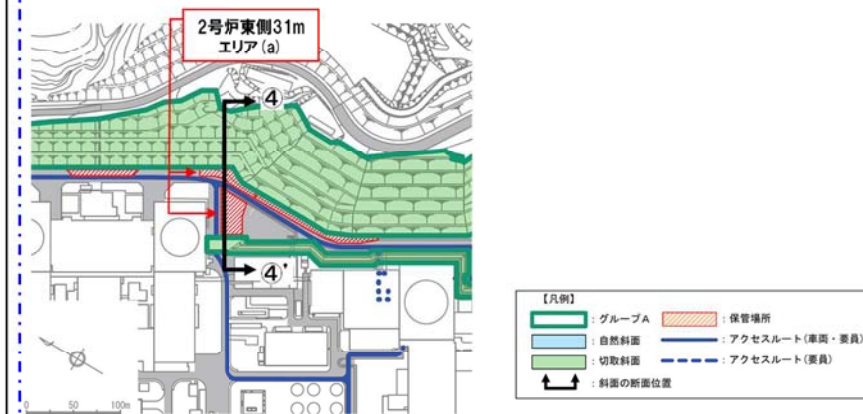 2号炉東側31m
エリア(a)
④
④'
0 50 100m
【凡例】
：グループA
：保管場所
：自然斜面
：アクセスルート(車両・要員)
：切取斜面
：アクセスルート(要員)
：斜面の断面位置